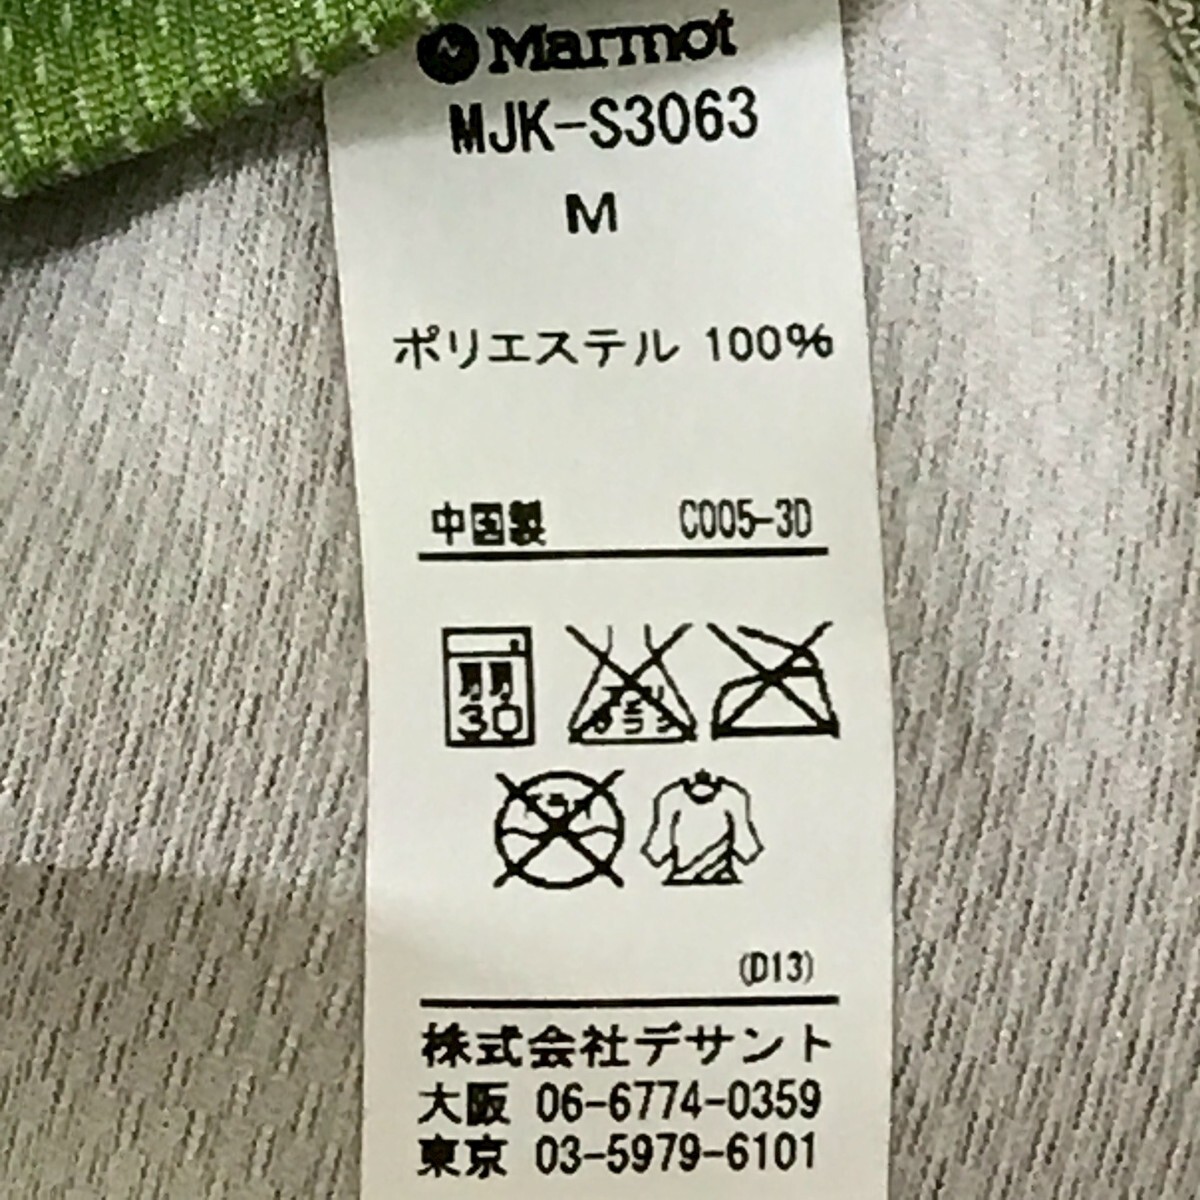 Marmot
MJK-S3063
M
ポリエステル 100%
中国製 C005-3D
30
(D13)
株式会社デサント
大阪 06-6774-0359
東京 03-5979-6101